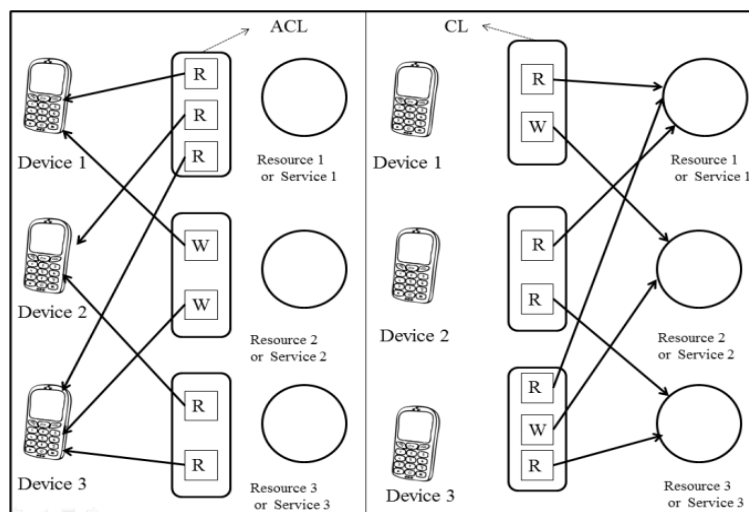 ACL
R
R
R
Device 1
Resource 1
or Service 1
W
W
Device 2
Resource 2
or Service 2
R
R
Device 3
Resource 3
or Service 3
CL
R
W
Device 1
Resource 1
or Service 1
R
R
Device 2
Resource 2
or Service 2
R
W
R
Device 3
Resource 3
or Service 3